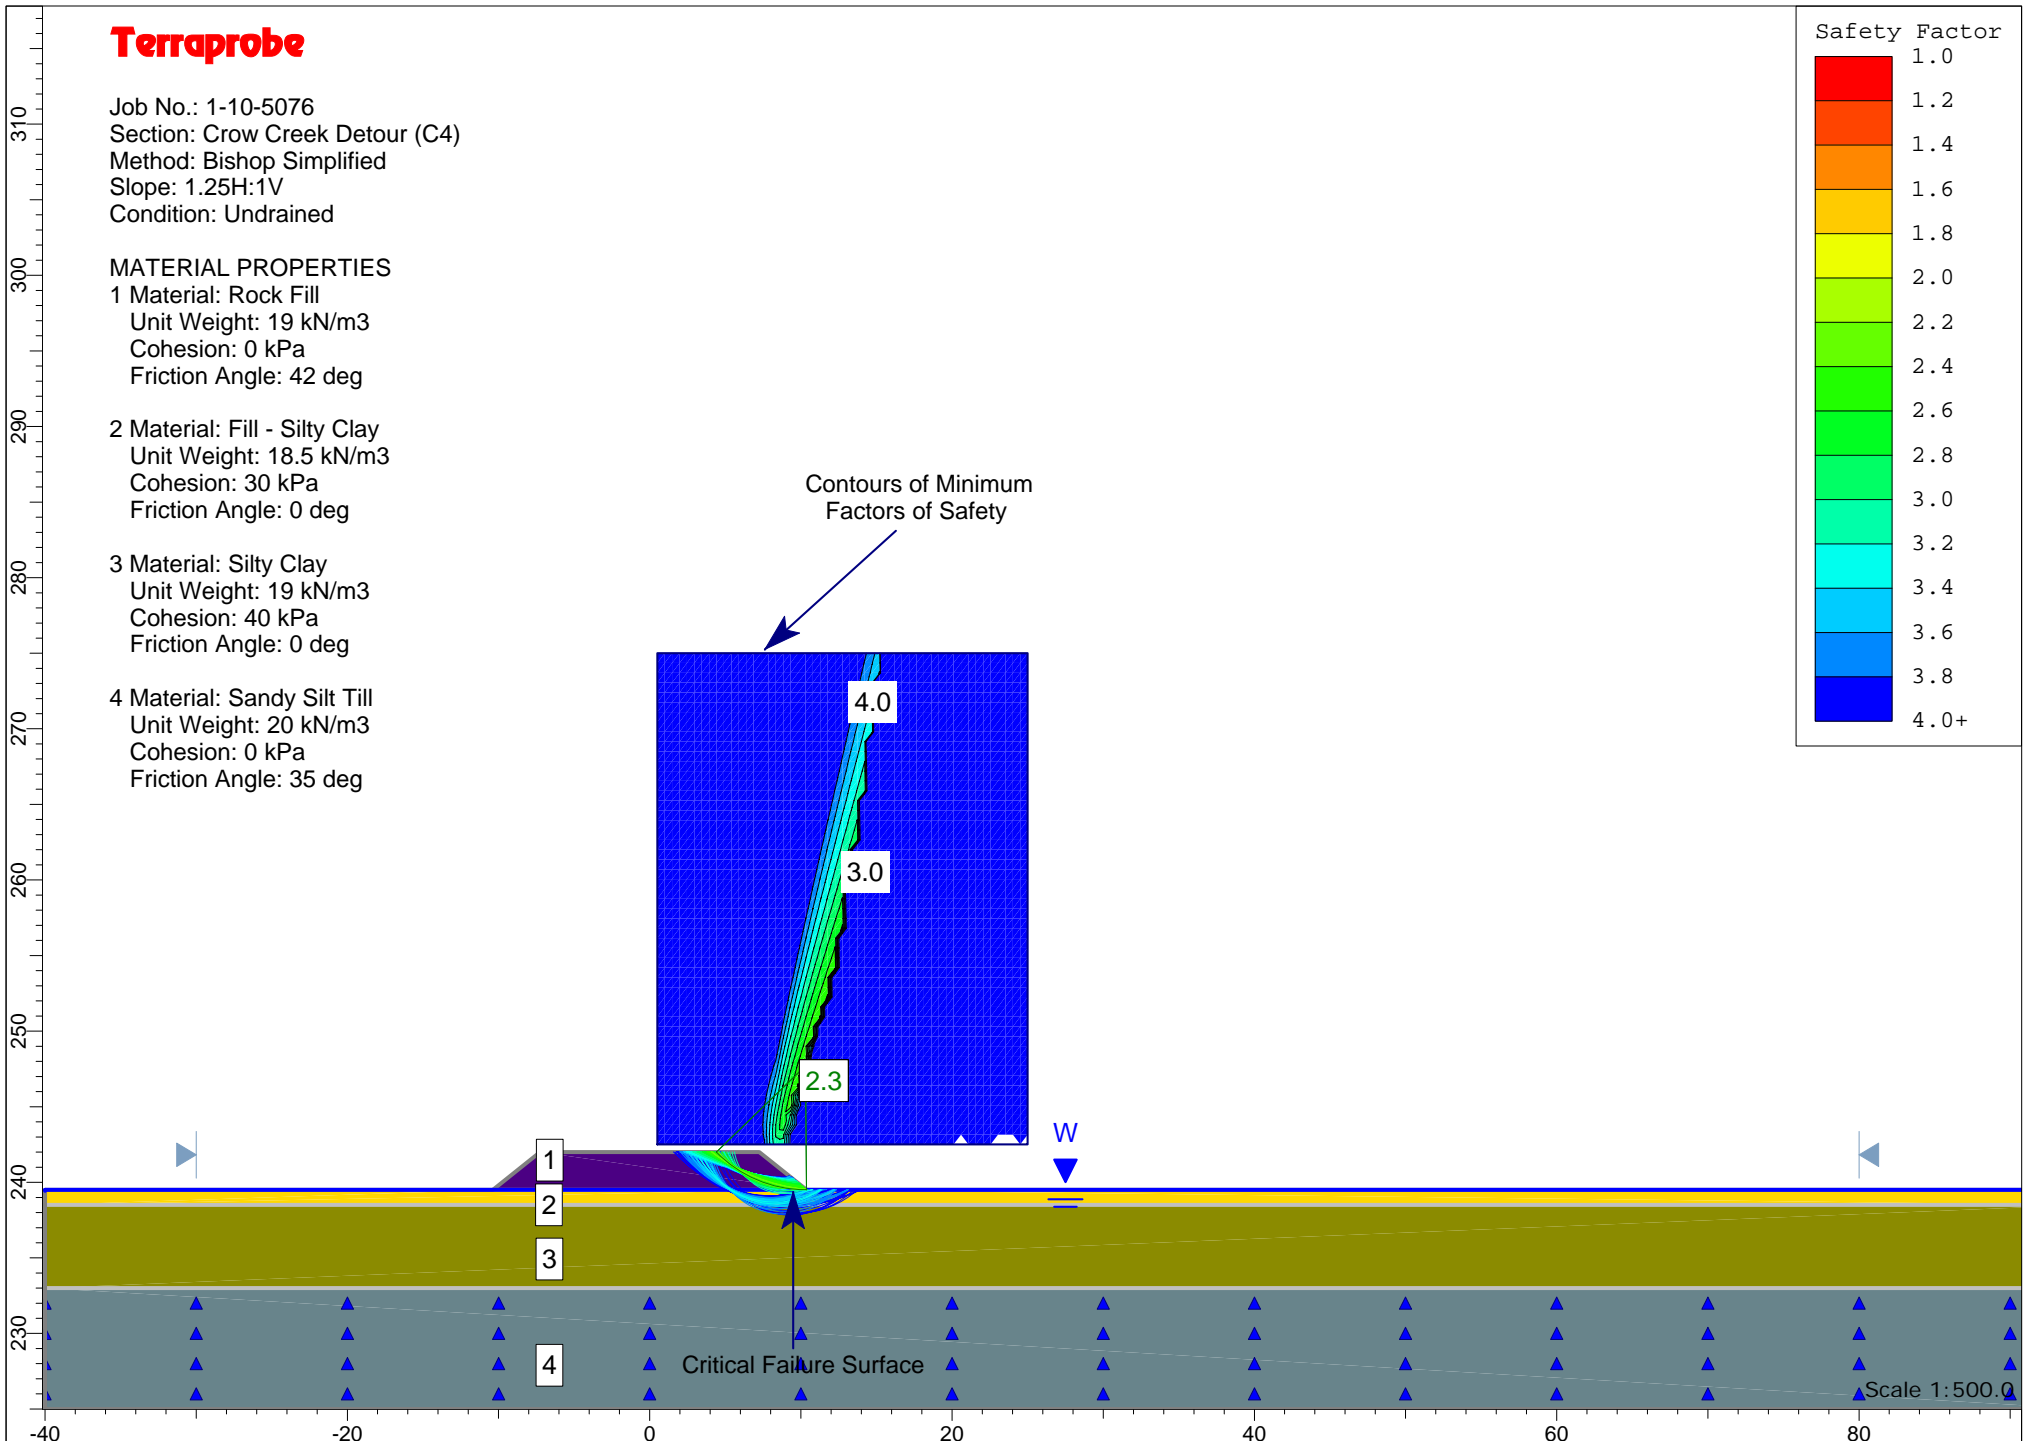 Terraprobe
Job No.: 1-10-5076
Section: Crow Creek Detour (C4)
Method: Bishop Simplified
Slope: 1.25H:1V
Condition: Undrained
MATERIAL PROPERTIES
1 Material: Rock Fill
Unit Weight: 19 kN/m3
Cohesion: 0 kPa
Friction Angle: 42 deg
2 Material: Fill - Silty Clay
Unit Weight: 18.5 kN/m3
Cohesion: 30 kPa
Friction Angle: 0 deg
3 Material: Silty Clay
Unit Weight: 19 kN/m3
Cohesion: 40 kPa
Friction Angle: 0 deg
4 Material: Sandy Silt Till
Unit Weight: 20 kN/m3
Cohesion: 0 kPa
Friction Angle: 35 deg
Safety Factor
1.0
1.2
1.4
1.6
1.8
2.0
2.2
2.4
2.6
2.8
3.0
3.2
3.4
3.6
3.8
4.0+
Contours of Minimum
Factors of Safety
4.0
3.0
2.3
W
1
2
3
4
Critical Failure Surface
Scale 1:500.0
310
300
290
280
270
260
250
240
230
-40
-20
0
20
40
60
80